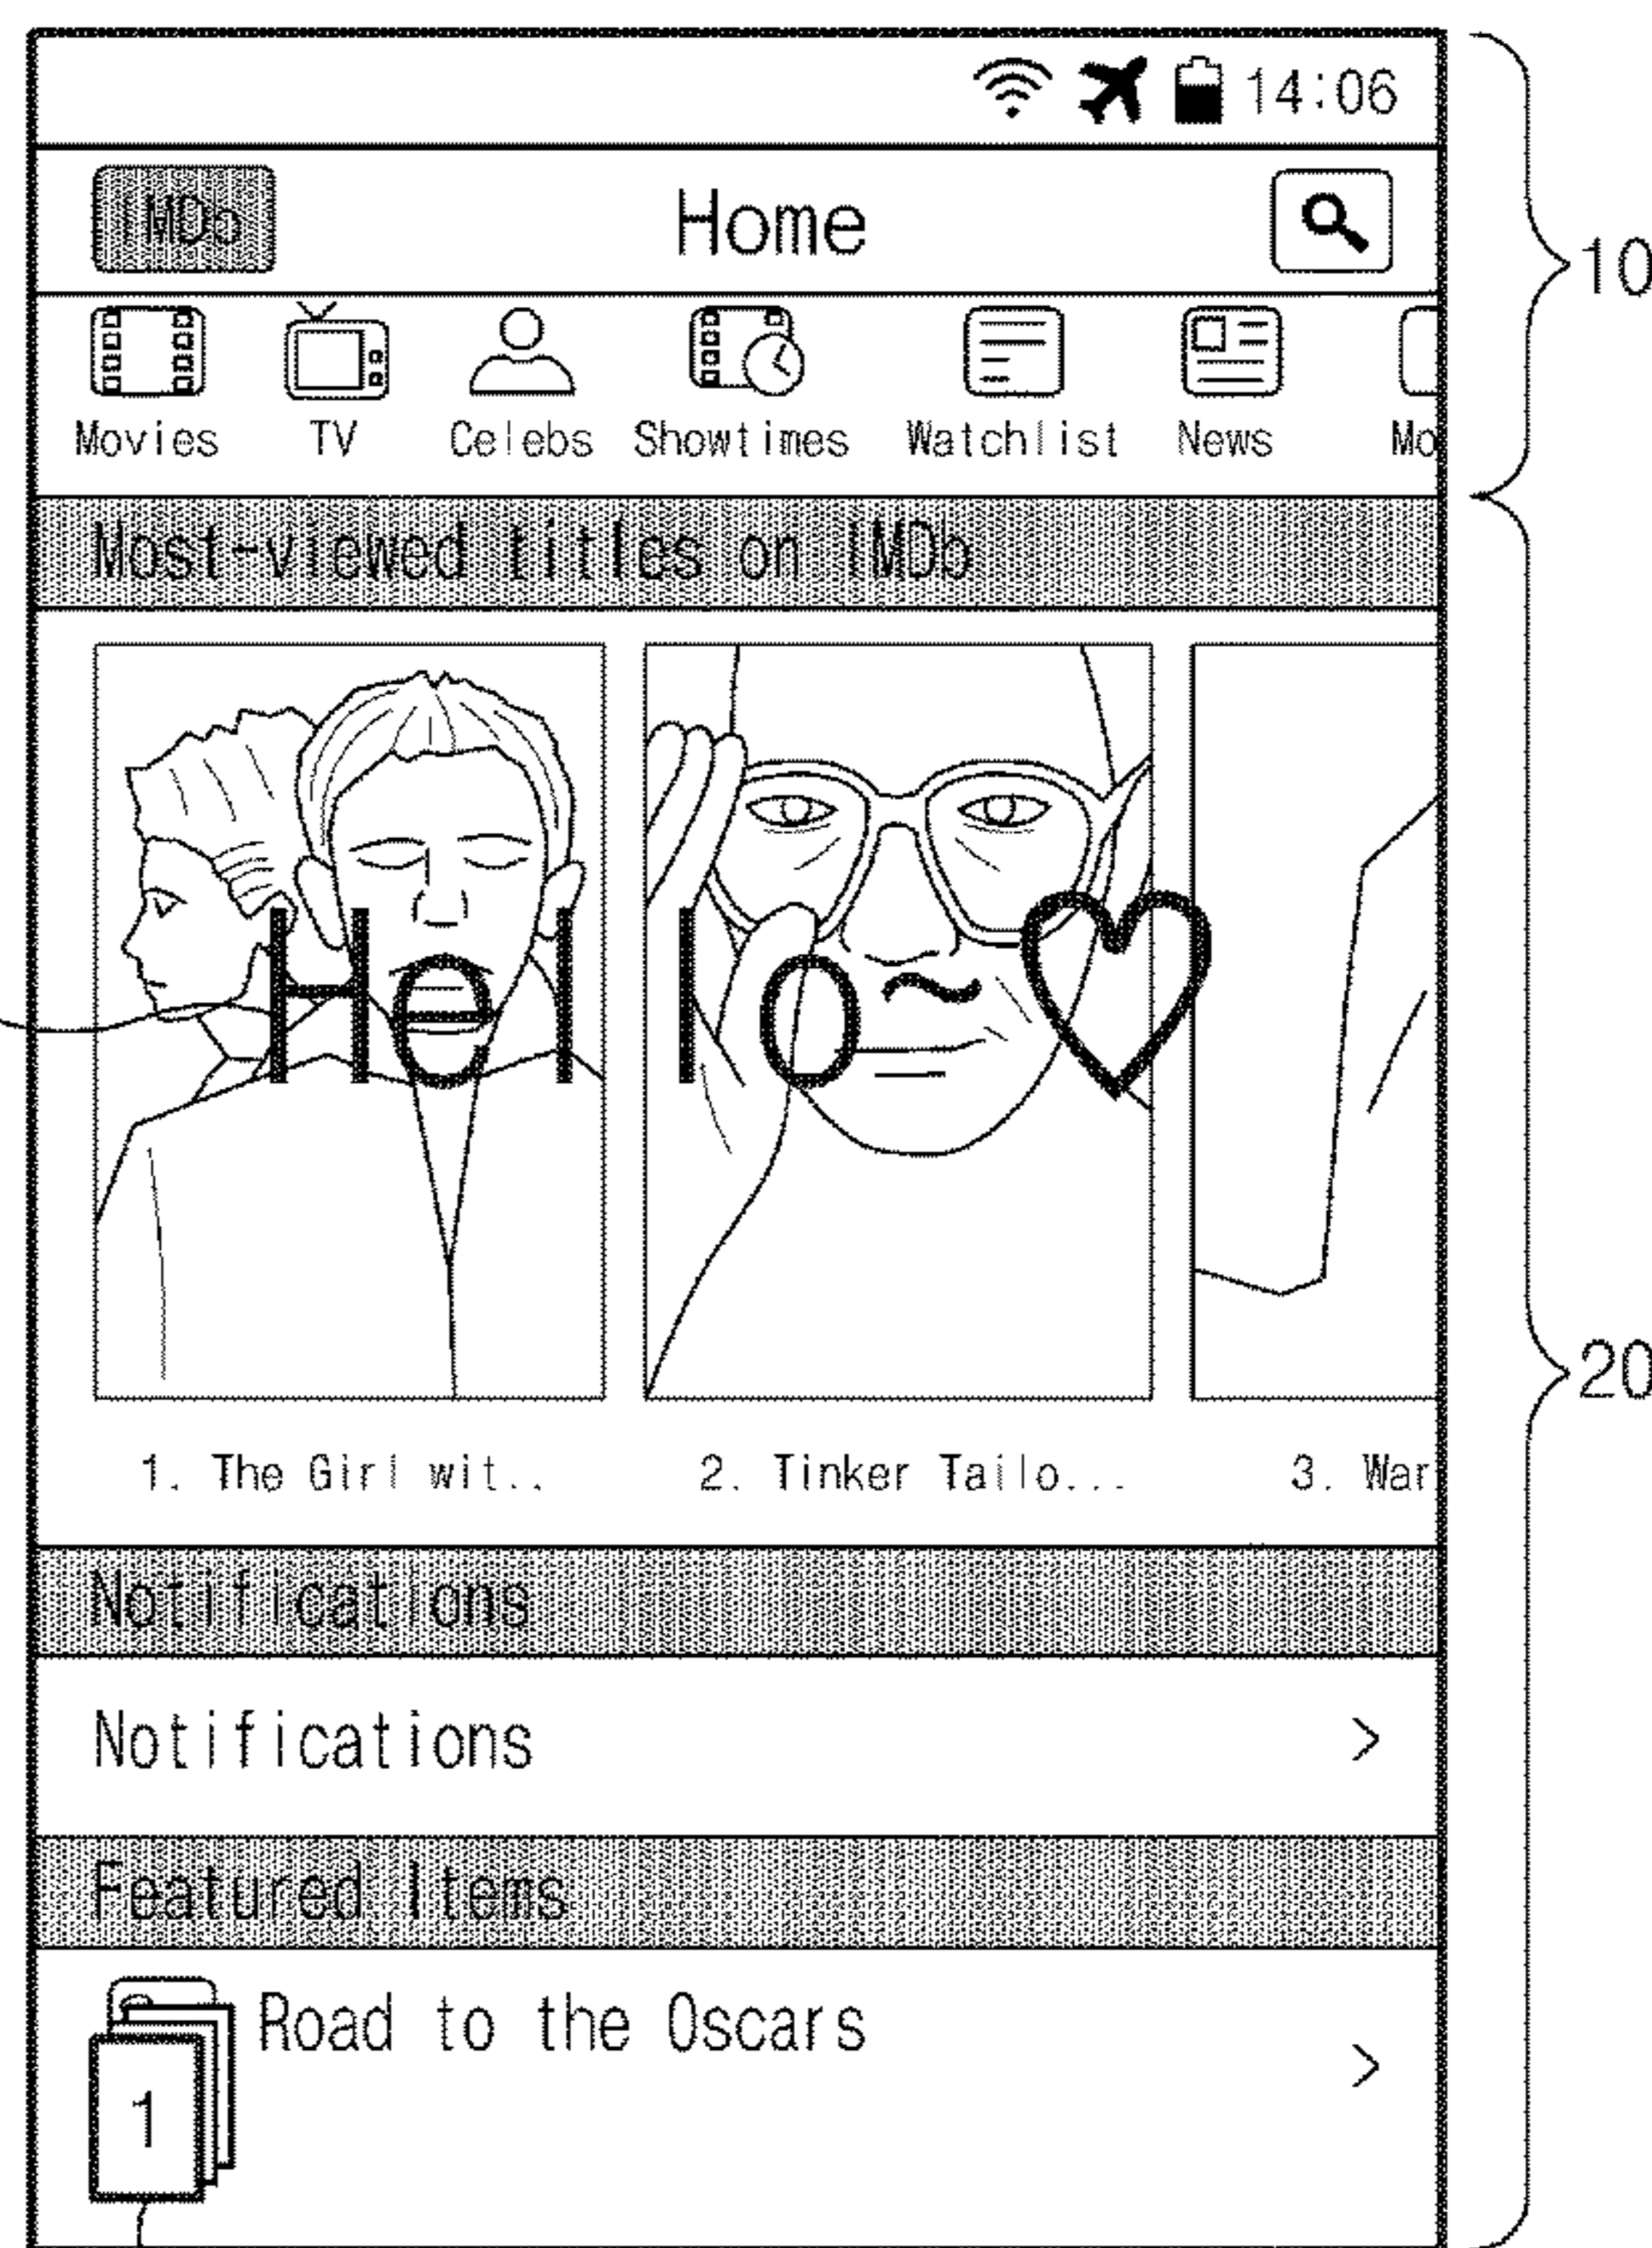 14:06
IMDb
Home
10
Movies TV Celebs Showtimes Watchlist News Mo
Most-viewed titles on IMDb
Hello~♡
20
1. The Girl wit.. 2. Tinker Tailo... 3. War
Notifications
Notifications >
Featured Items
Road to the Oscars >
1